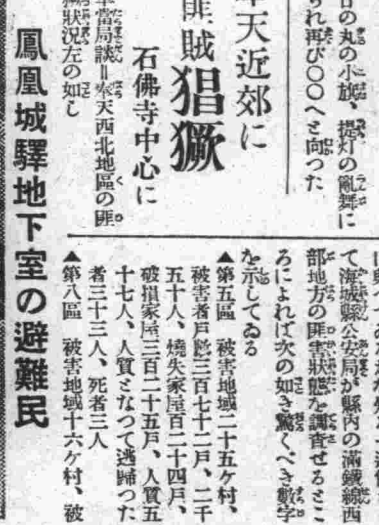 日の丸の小旗、提灯の亂舞に
られ再び〇〇へと向つた
奉天近郊に
匪賊猖獗
石佛寺中心に
當局談=奉天西北地區の匪
狀況左の如し
て海城縣公安局が縣内の滿鐵線西
部地方の匪害狀態を調査せるとこ
ろによれば次の如き驚くべき數字
を示してゐる
▲第五區 被害地域二十五ヶ村、
被害者戶數三百七十二戶、二千
五十人、燒失家屋百二十四戶、
破損家屋三百二十五戶、人質五
十七人、人質となつて逃歸つた
者三十三人、死者三人
▲第八區 被害地域十六ヶ村、被
鳳凰城驛地下室の避難民